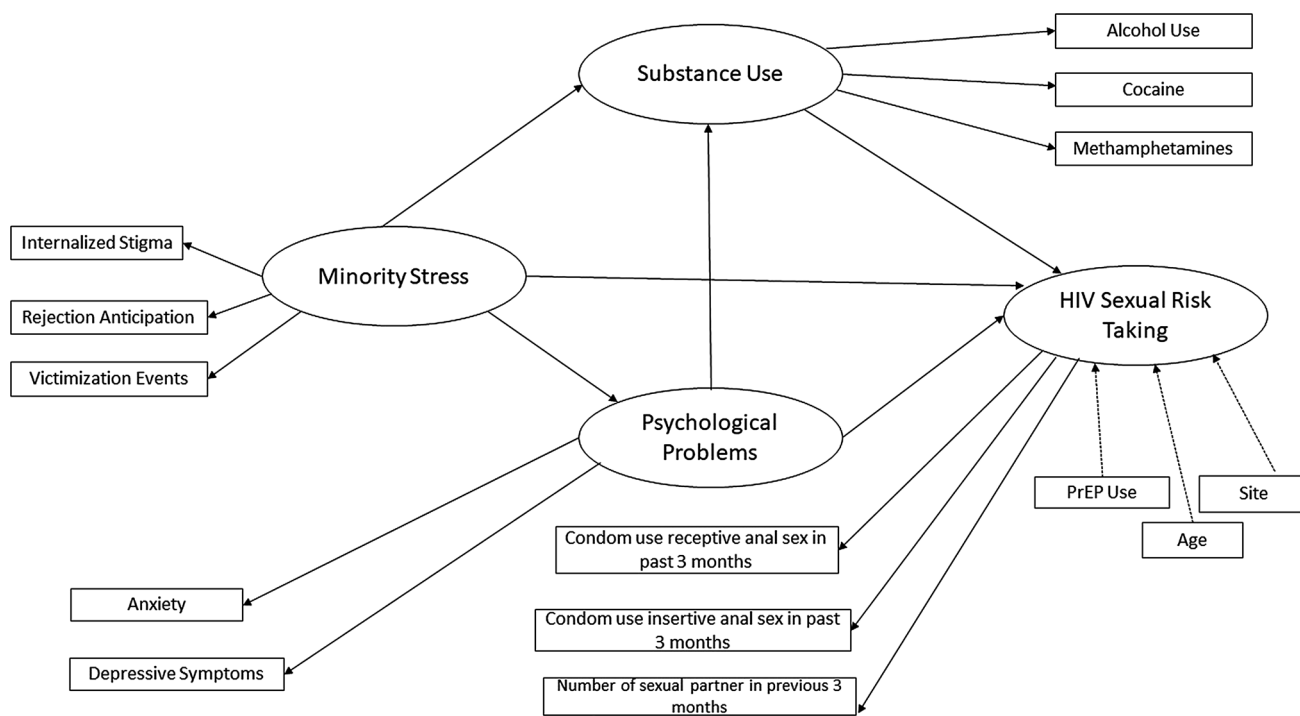 Alcohol Use
Substance Use
Cocaine
Methamphetamines
Internalized Stigma
Minority Stress
Rejection Anticipation
Victimization Events
HIV Sexual Risk
Taking
Psychological
Problems
PrEP Use
Site
Age
Condom use receptive anal sex in
past 3 months
Anxiety
Condom use insertive anal sex in past
3 months
Depressive Symptoms
Number of sexual partner in previous 3
months